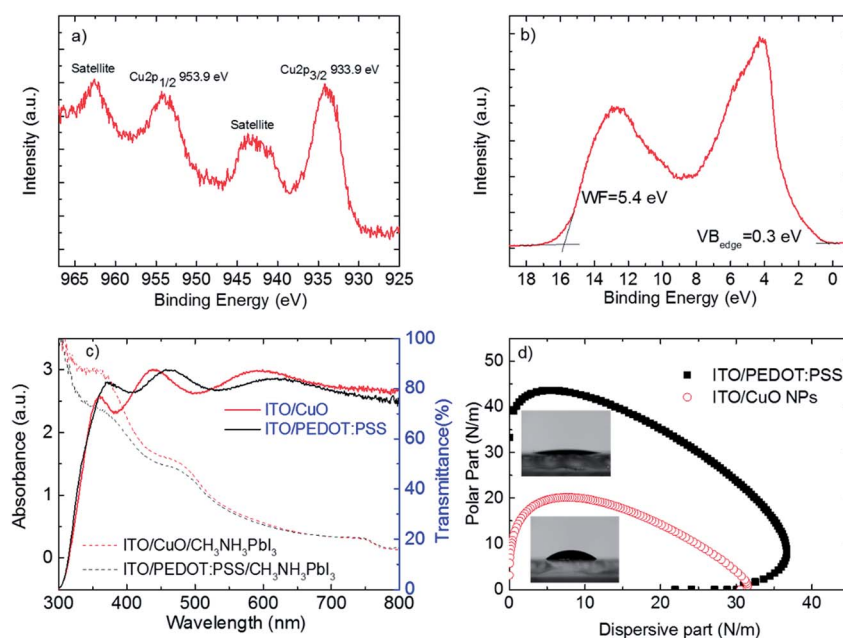 a)
Satellite
Cu2p1/2 953.9 eV
Cu2p3/2 933.9 eV
Satellite
Intensity (a.u.)
965 960 955 950 945 940 935 930 925
Binding Energy (eV)
b)
WF=5.4 eV
VBedge=0.3 eV
Intensity (a.u.)
18 16 14 12 10 8 6 4 2 0
Binding Energy (eV)
c)
ITO/CuO
ITO/PEDOT:PSS
ITO/CuO/CH3NH3PbI3
ITO/PEDOT:PSS/CH3NH3PbI3
Absorbance (a.u.)
3
2
1
0
Transmittance(%)
100
80
60
40
20
0
300 400 500 600 700 800
Wavelength (nm)
d)
ITO/PEDOT:PSS
ITO/CuO NPs
Polar Part (N/m)
50
40
30
20
10
0
0 10 20 30 40
Dispersive part (N/m)